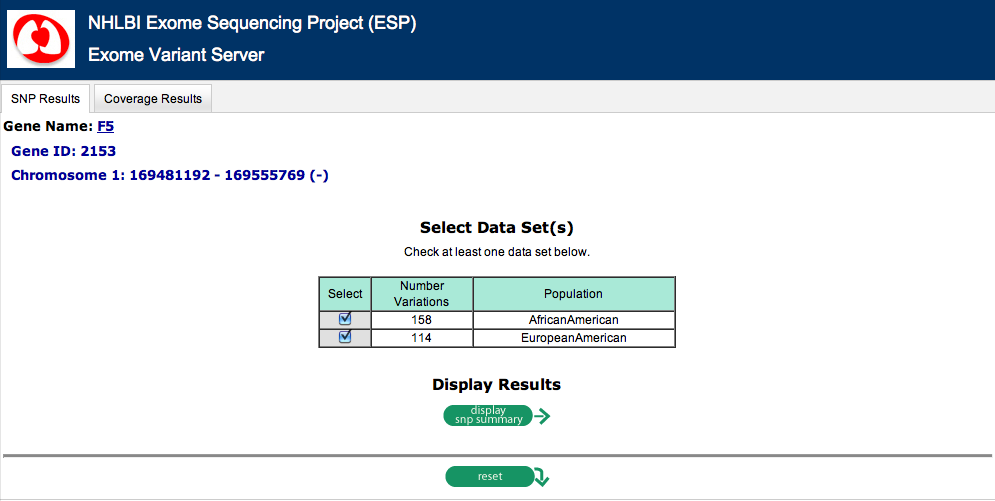 NHLBI Exome Sequencing Project (ESP)
Exome Variant Server
SNP Results
Coverage Results
Gene Name: F5
Gene ID: 2153
Chromosome 1: 169481192 - 169555769 (-)
Select Data Set(s)
Check at least one data set below.
Select
Number
Variations
Population
158
AfricanAmerican
114
EuropeanAmerican
Display Results
display
snp summary
reset